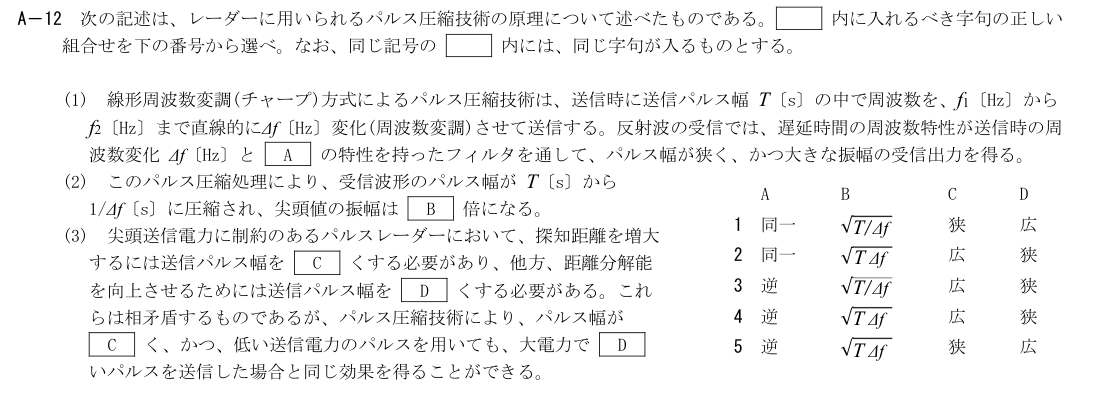 A－12 次の記述は、レーダーに用いられるパルス圧縮技術の原理について述べたものである。□内に入れるべき字句の正しい
組合せを下の番号から選べ。なお、同じ記号の□内には、同じ字句が入るものとする。
(1) 線形周波数変調(チャープ)方式によるパルス圧縮技術は、送信時に送信パルス幅 T〔s〕の中で周波数を、f1〔Hz〕から
f2〔Hz〕まで直線的にΔf〔Hz〕変化(周波数変調)させて送信する。反射波の受信では、遅延時間の周波数特性が送信時の周
波数変化 Δf〔Hz〕と A の特性を持ったフィルタを通して、パルス幅が狭く、かつ大きな振幅の受信出力を得る。
(2) このパルス圧縮処理により、受信波形のパルス幅が T〔s〕から
1/Δf〔s〕に圧縮され、尖頭値の振幅は B 倍になる。
(3) 尖頭送信電力に制約のあるパルスレーダーにおいて、探知距離を増大
するには送信パルス幅を C くする必要があり、他方、距離分解能
を向上させるためには送信パルス幅を D くする必要がある。これ
らは相矛盾するものであるが、パルス圧縮技術により、パルス幅が
C く、かつ、低い送信電力のパルスを用いても、大電力で D
いパルスを送信した場合と同じ効果を得ることができる。
A B C D
1 同一 √T/Δf 狭 広
2 同一 √TΔf 広 狭
3 逆 √T/Δf 広 狭
4 逆 √TΔf 広 狭
5 逆 √TΔf 狭 広